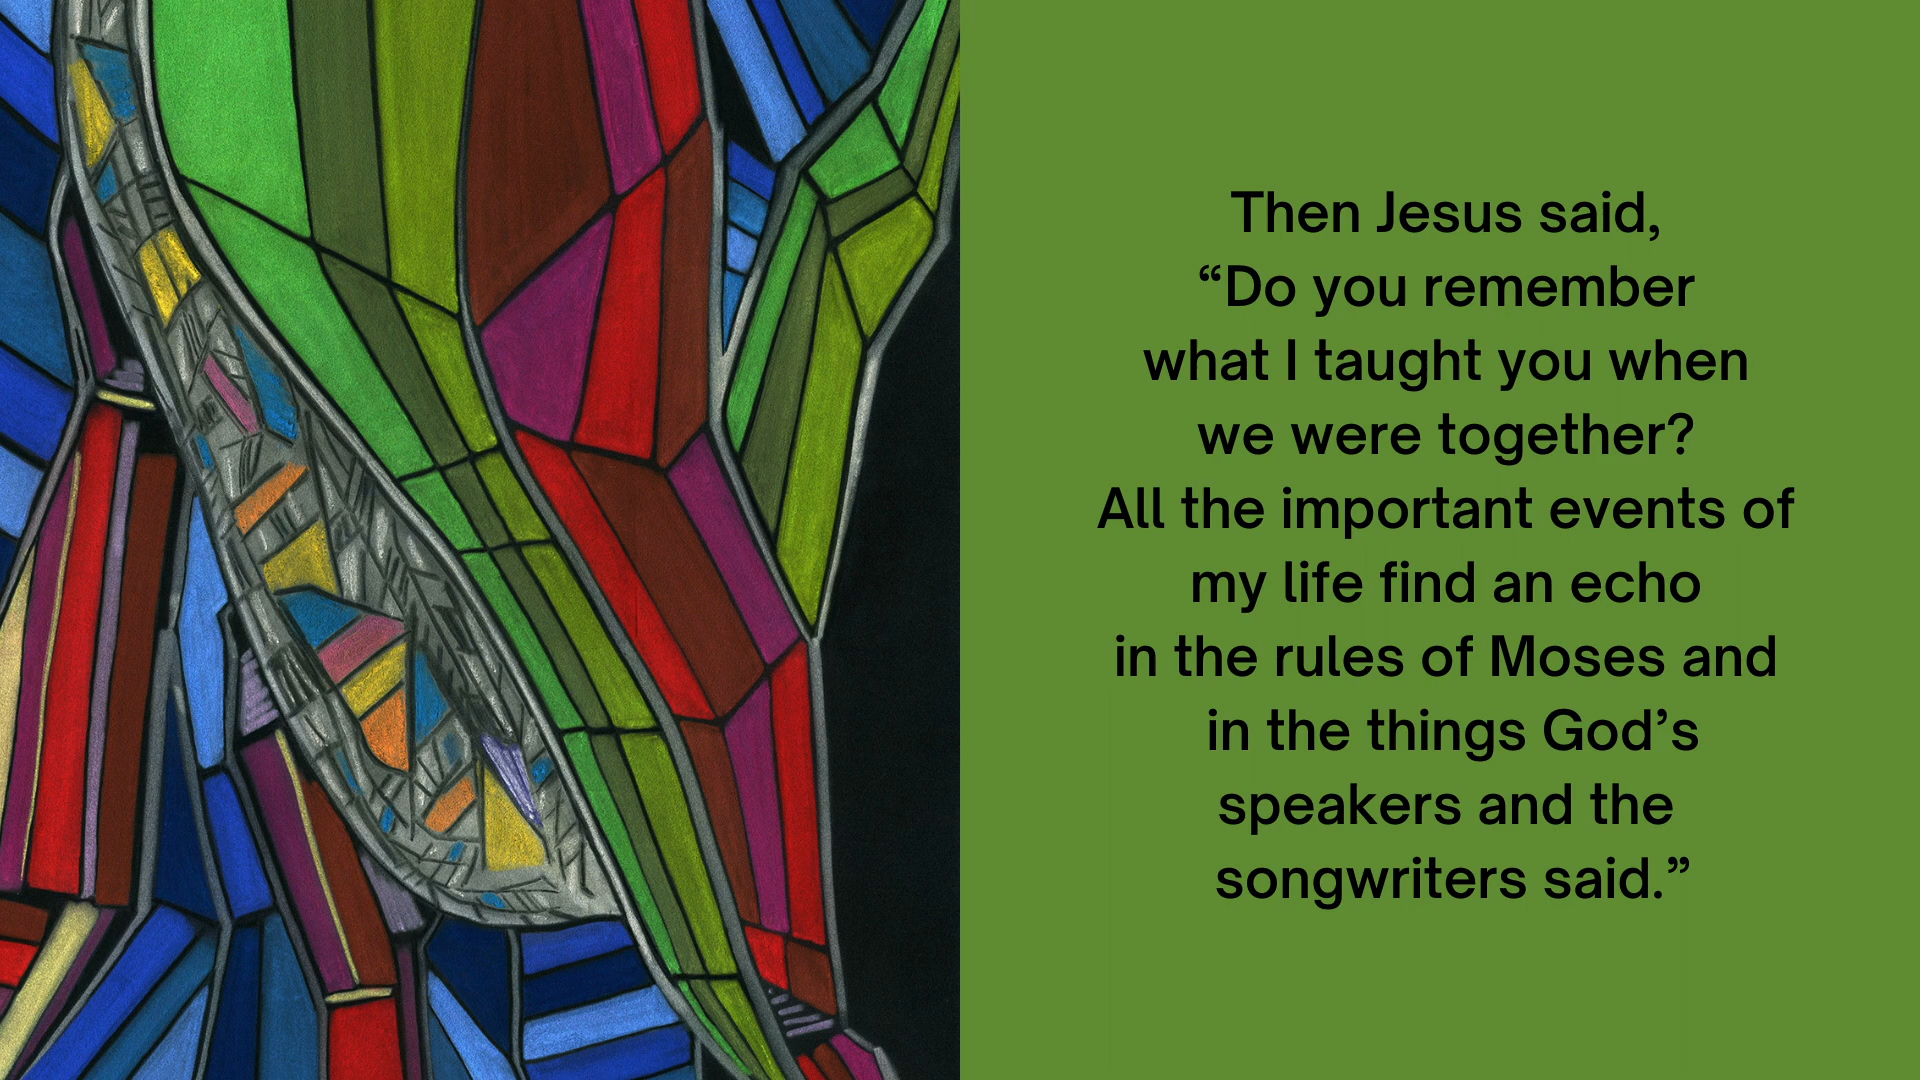 Then Jesus said,
“Do you remember
what I taught you when
we were together?
All the important events of
my life find an echo
in the rules of Moses and
in the things God’s
speakers and the
songwriters said.”